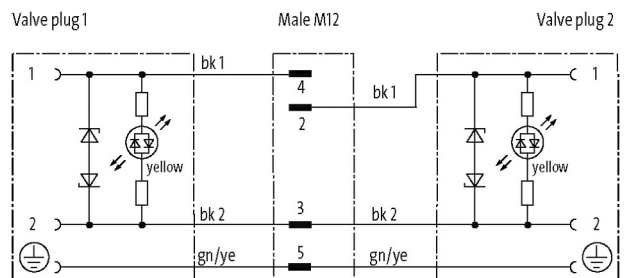 Valve plug 1 Male M12 Valve plug 2
1 bk 1 4 bk 1 1
2
yellow yellow
2 bk 2 3 bk 2 2
gn/ye 5 gn/ye